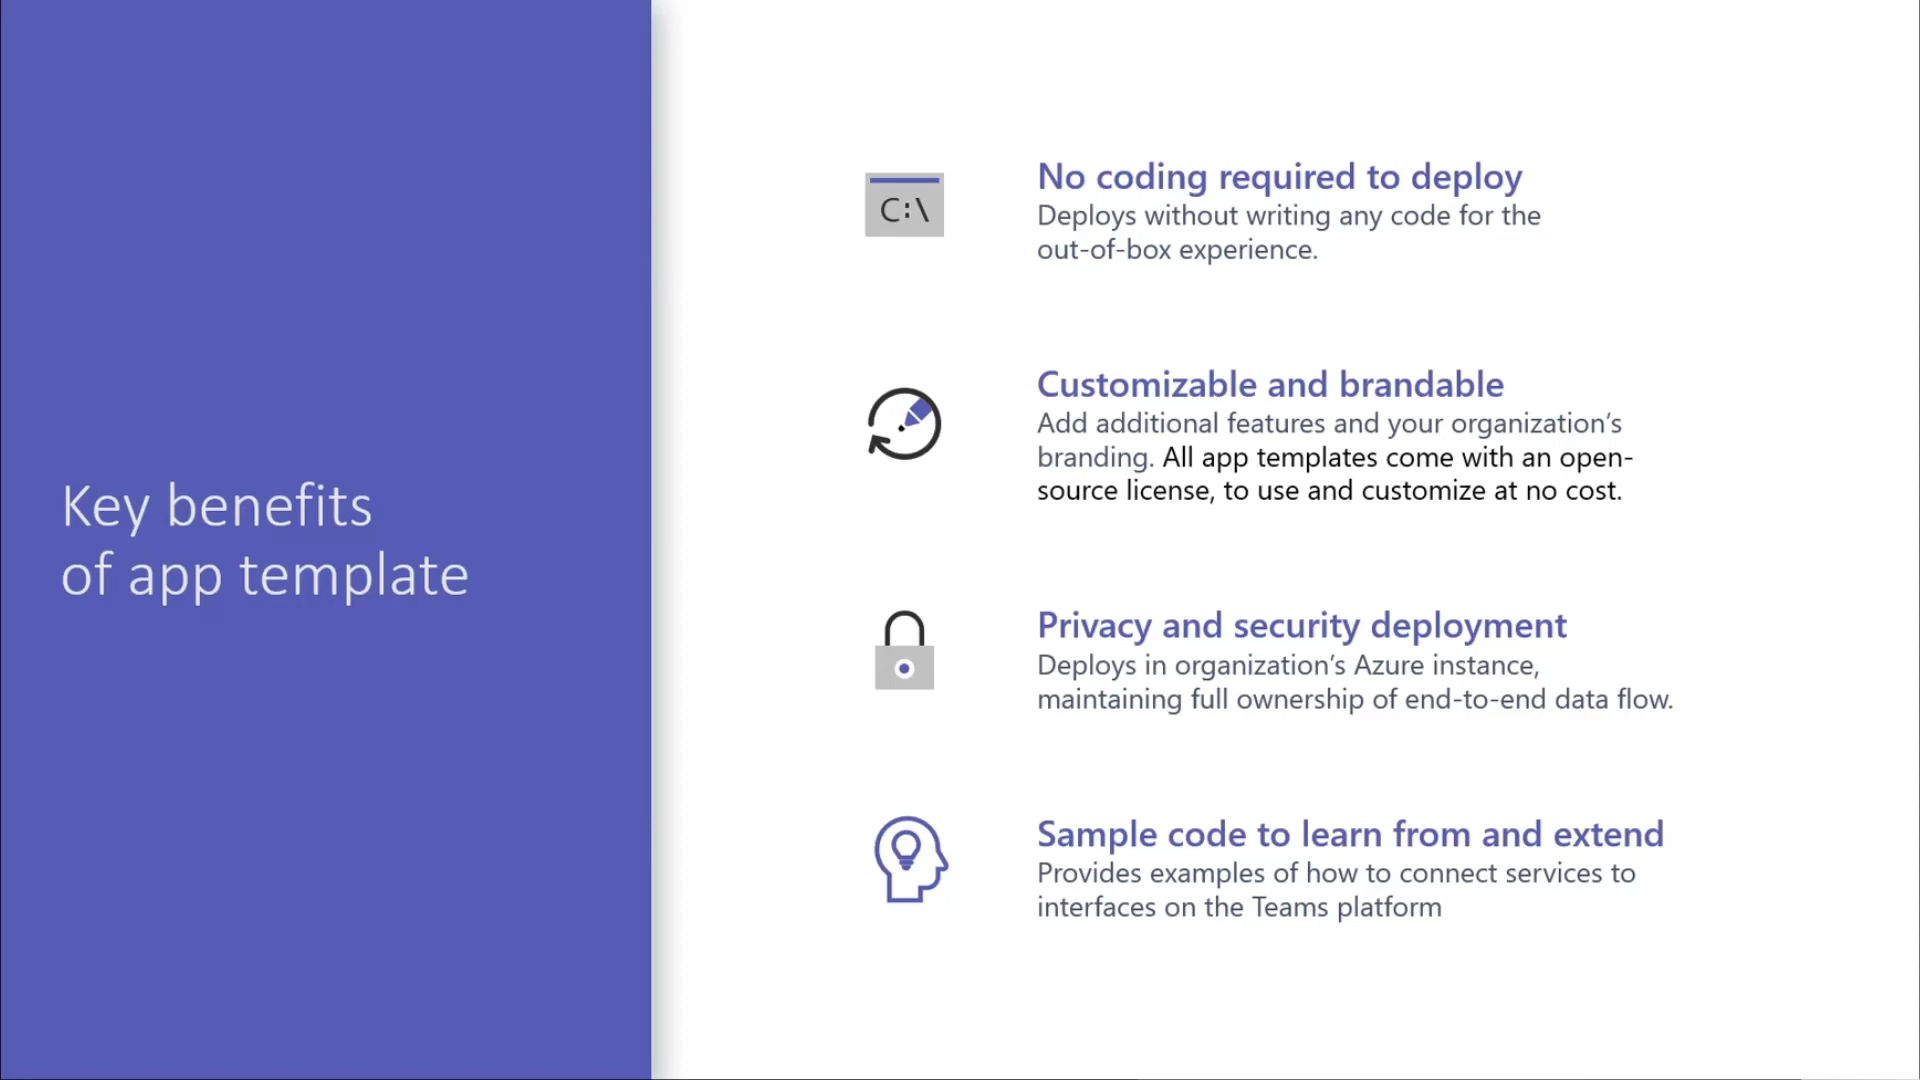 Key benefits
of app template
C:\
No coding required to deploy
Deploys without writing any code for the
out-of-box experience.
Customizable and brandable
Add additional features and your organization’s
branding. All app templates come with an open-
source license, to use and customize at no cost.
Privacy and security deployment
Deploys in organization’s Azure instance,
maintaining full ownership of end-to-end data flow.
Sample code to learn from and extend
Provides examples of how to connect services to
interfaces on the Teams platform